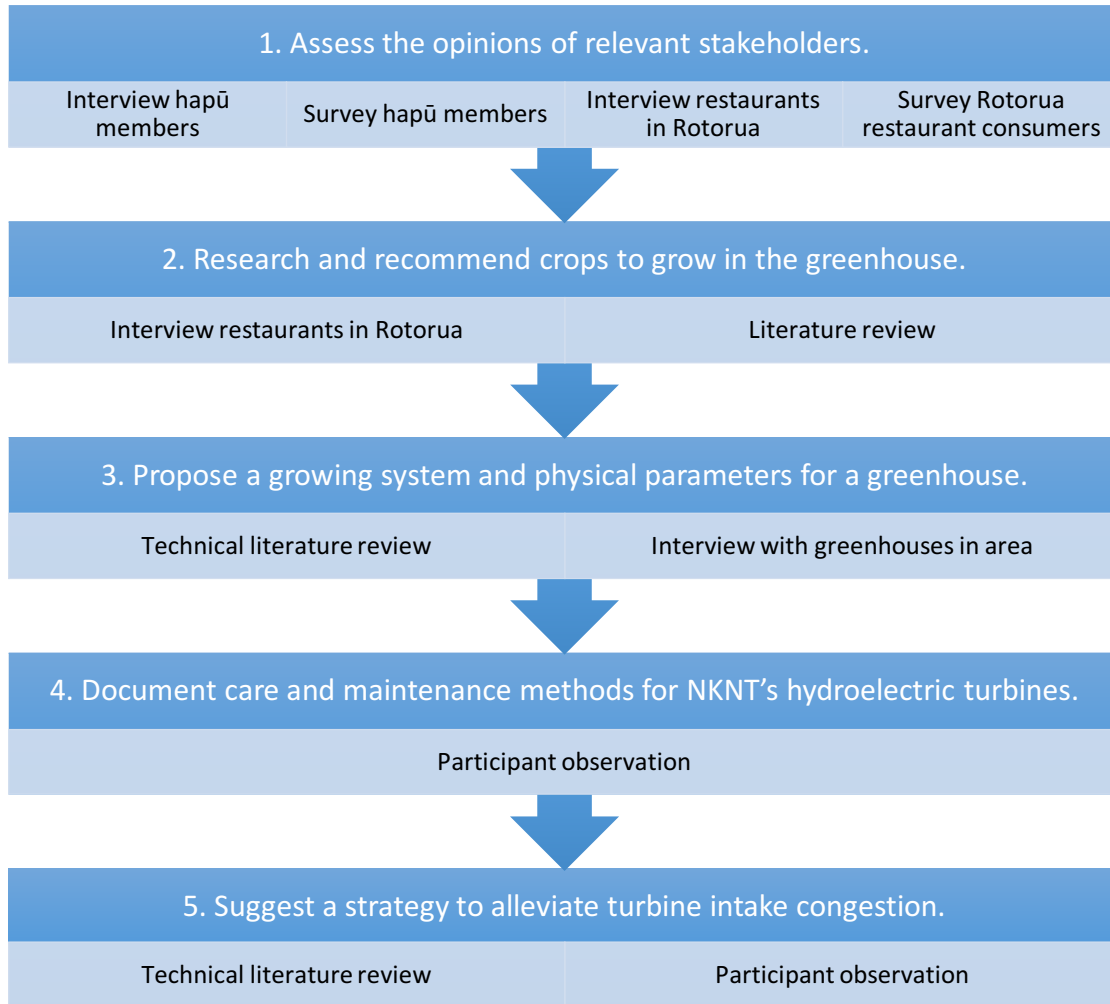 1. Assess the opinions of relevant stakeholders.
Interview hapū
members
Survey hapū members
Interview restaurants
in Rotorua
Survey Rotorua
restaurant consumers
2. Research and recommend crops to grow in the greenhouse.
Interview restaurants in Rotorua
Literature review
3. Propose a growing system and physical parameters for a greenhouse.
Technical literature review
Interview with greenhouses in area
4. Document care and maintenance methods for NKNT’s hydroelectric turbines.
Participant observation
5. Suggest a strategy to alleviate turbine intake congestion.
Technical literature review
Participant observation